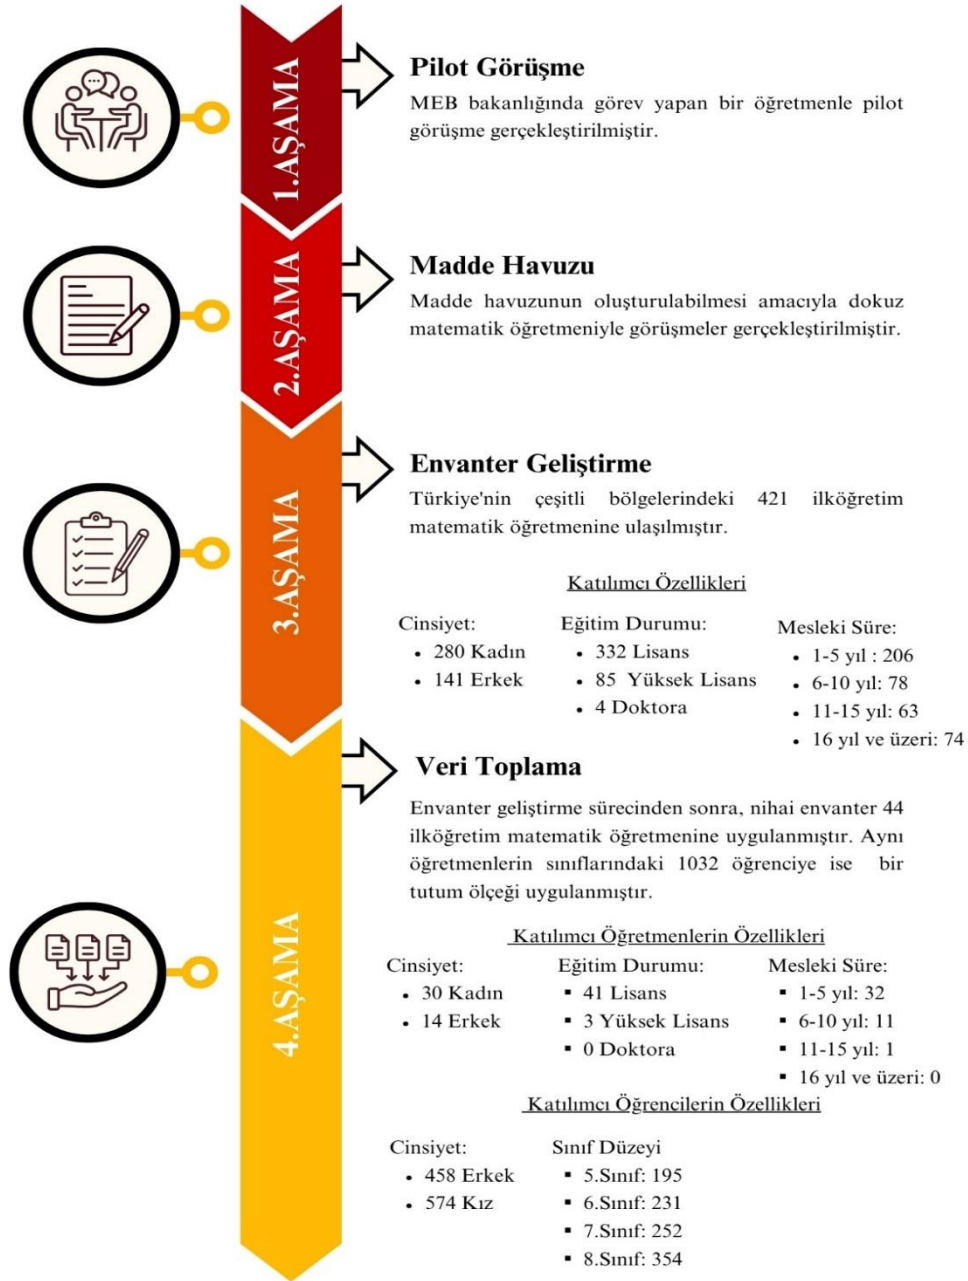 1.AŞAMA
Pilot Görüşme
MEB bakanlığında görev yapan bir öğretmenle pilot
görüşme gerçekleştirilmiştir.
2.AŞAMA
Madde Havuzu
Madde havuzunun oluşturulabilmesi amacıyla dokuz
matematik öğretmeniyle görüşmeler gerçekleştirilmiştir.
3.AŞAMA
Envanter Geliştirme
Türkiye'nin çeşitli bölgelerindeki 421 ilköğretim
matematik öğretmenine ulaşılmıştır.
Katılımcı Özellikleri
Cinsiyet:
• 280 Kadın
• 141 Erkek
Eğitim Durumu:
• 332 Lisans
• 85 Yüksek Lisans
• 4 Doktora
Mesleki Süre:
• 1-5 yıl : 206
• 6-10 yıl: 78
• 11-15 yıl: 63
• 16 yıl ve üzeri: 74
4.AŞAMA
Veri Toplama
Envanter geliştirme sürecinden sonra, nihai envanter 44
ilköğretim matematik öğretmenine uygulanmıştır. Aynı
öğretmenlerin sınıflarındaki 1032 öğrenciye ise bir
tutum ölçeği uygulanmıştır.
Katılımcı Öğretmenlerin Özellikleri
Cinsiyet:
• 30 Kadın
• 14 Erkek
Eğitim Durumu:
▪ 41 Lisans
▪ 3 Yüksek Lisans
▪ 0 Doktora
Mesleki Süre:
▪ 1-5 yıl: 32
▪ 6-10 yıl: 11
▪ 11-15 yıl: 1
▪ 16 yıl ve üzeri: 0
Katılımcı Öğrencilerin Özellikleri
Cinsiyet:
• 458 Erkek
• 574 Kız
Sınıf Düzeyi
▪ 5.Sınıf: 195
▪ 6.Sınıf: 231
▪ 7.Sınıf: 252
▪ 8.Sınıf: 354